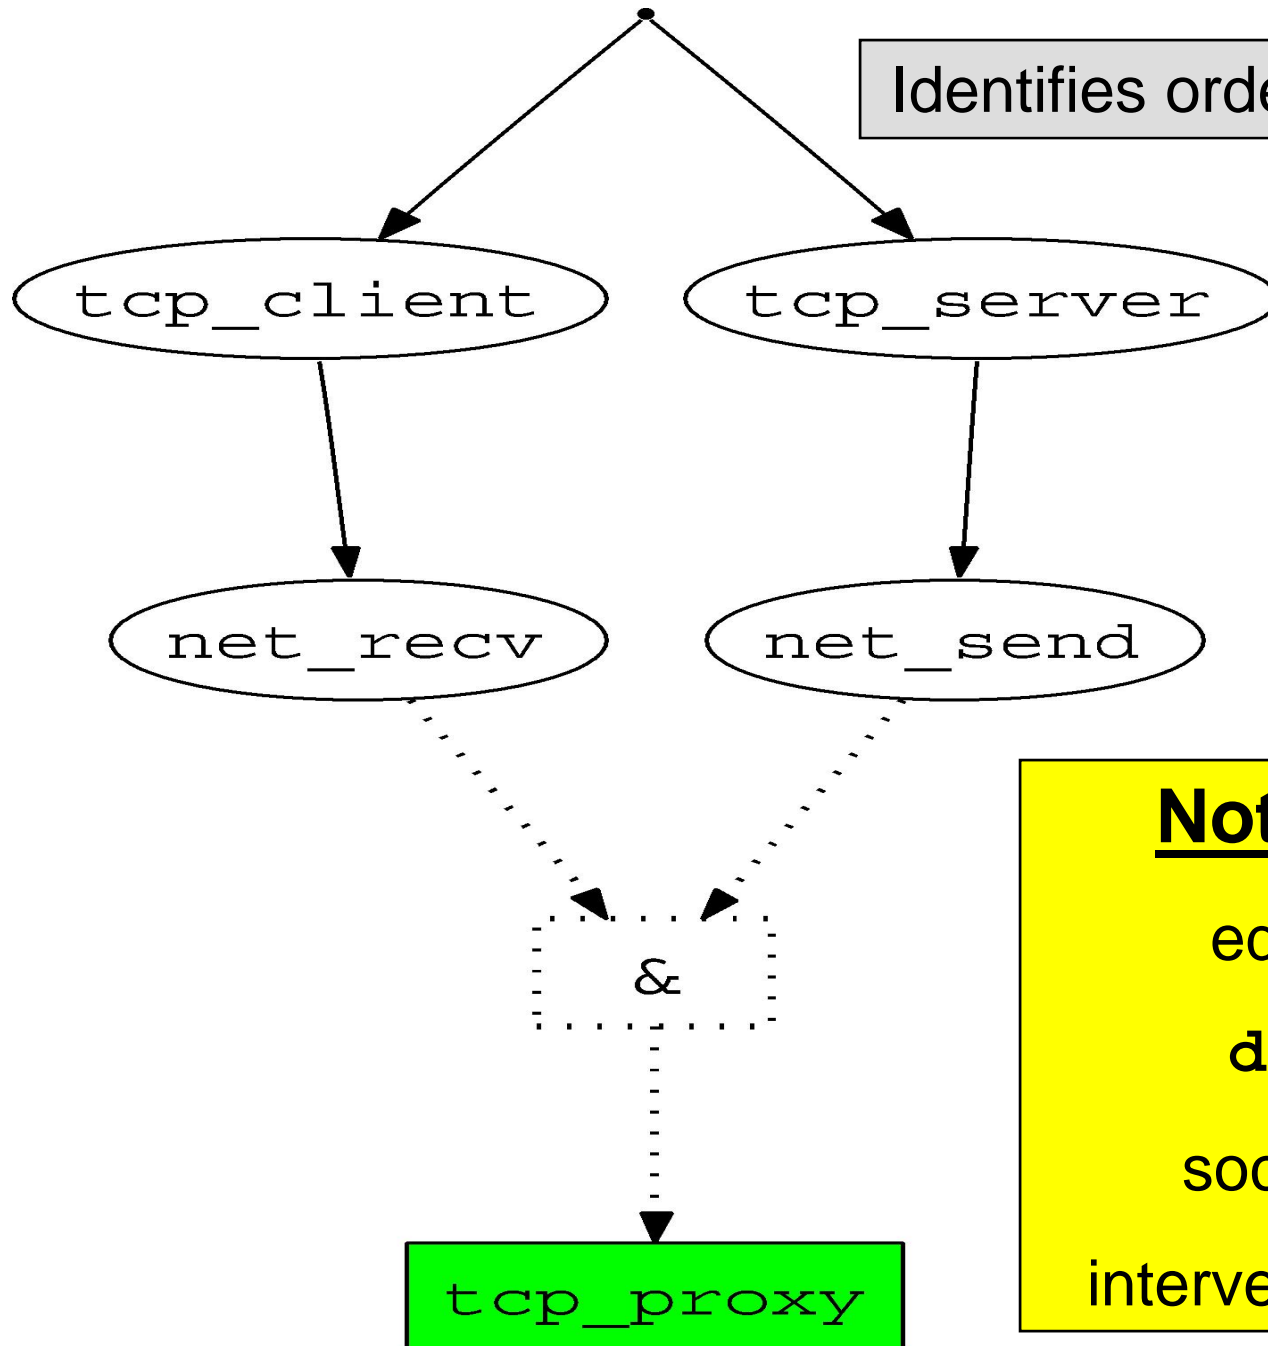 Identifies orde
tcp_client
tcp_server
net_recv
net_send
&
Not
ec
d
soc
interve
tcp_proxy